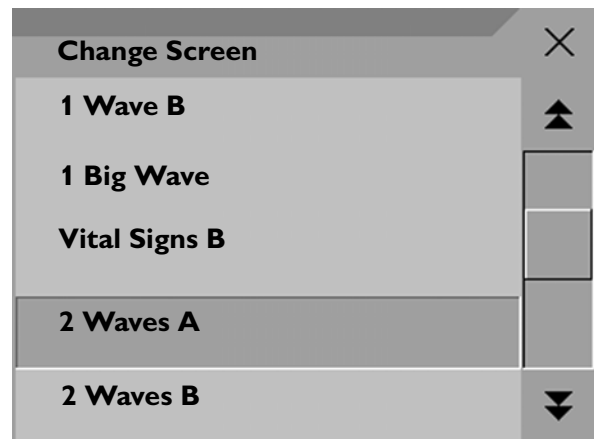 Change Screen
1 Wave B
1 Big Wave
Vital Signs B
2 Waves A
2 Waves B